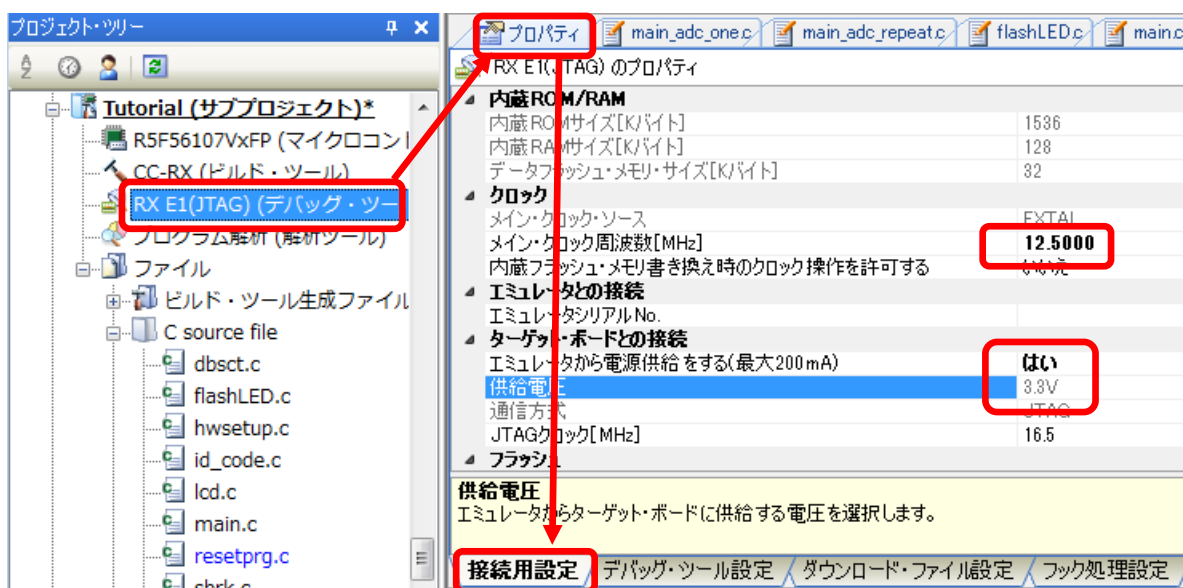 プロジェクト・ツリー
Tutorial (サブプロジェクト)*
R5F56107VxFP (マイクロコント
CC-RX (ビルド・ツール)
RX E1(JTAG) (デバッグ・ツー
プログラム解析 (解析ツール)
ファイル
ビルド・ツール生成ファイル
C source file
dbsct.c
flashLED.c
hwsetup.c
id_code.c
lcd.c
main.c
resetprg.c
sbrk.c
プロパティ
main_adc_one.c
main_adc_repeat.c
flashLED.c
main.c
RX E1(JTAG) のプロパティ
内蔵ROM/RAM
内蔵ROMサイズ[Kバイト] 1536
内蔵RAMサイズ[Kバイト] 128
データフラッシュ・メモリ・サイズ[Kバイト] 32
クロック
メイン・クロック・ソース EXTAL
メイン・クロック周波数[MHz] 12.5000
内蔵フラッシュ・メモリ書き換え時のクロック操作を許可する いいえ
エミュレータとの接続
エミュレータシリアルNo.
ターゲット・ボードとの接続
エミュレータから電源供給をする(最大200mA) はい
供給電圧 3.3V
通信方式 JTAG
JTAGクロック[MHz] 16.5
フラッシュ
供給電圧
エミュレータからターゲット・ボードに供給する電圧を選択します。
接続用設定
デバッグ・ツール設定
ダウンロード・ファイル設定
フック処理設定